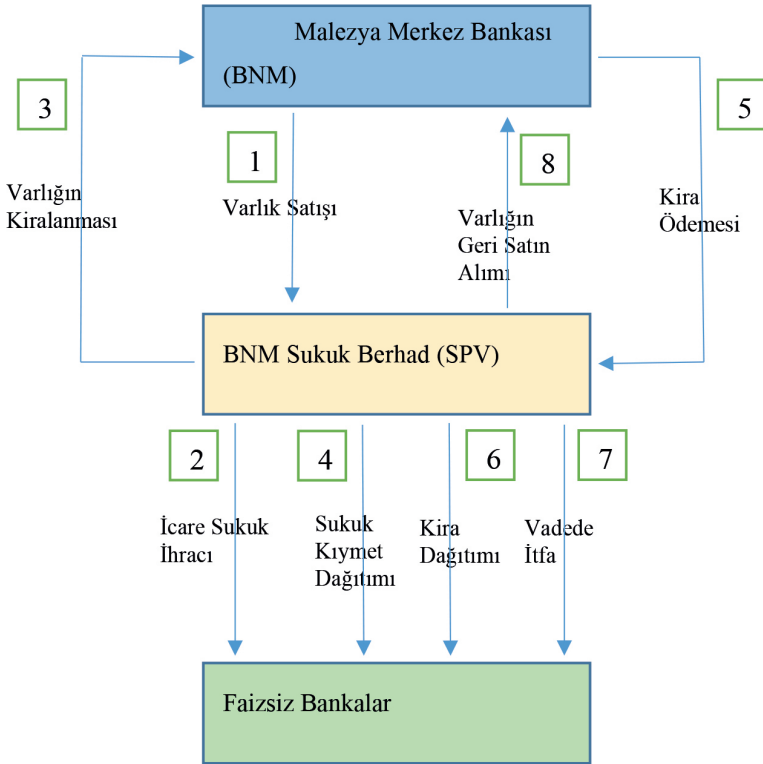 Malezya Merkez Bankası
(BNM)
3
5
1
8
Varlığın
Kiralanması
Varlık Satışı
Varlığın
Geri Satın
Alımı
Kira
Ödemesi
BNM Sukuk Berhad (SPV)
2
4
6
7
İcare Sukuk
İhracı
Sukuk
Kıymet
Dağıtımı
Kira
Dağıtımı
Vadede
İtfa
Faizsiz Bankalar